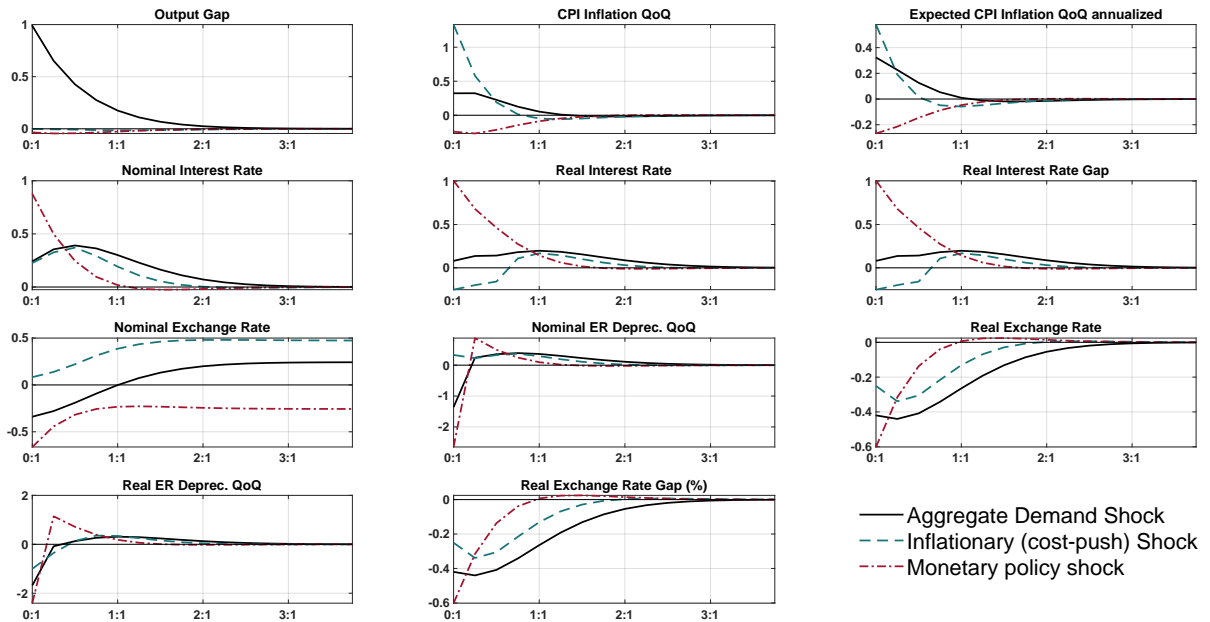 Output Gap
1
0.5
0
0:1 1:1 2:1 3:1
CPI Inflation QoQ
1
0.5
0
0:1 1:1 2:1 3:1
Expected CPI Inflation QoQ annualized
0.4
0.2
0
-0.2
0:1 1:1 2:1 3:1
Nominal Interest Rate
1
0.5
0
0:1 1:1 2:1 3:1
Real Interest Rate
1
0.5
0
0:1 1:1 2:1 3:1
Real Interest Rate Gap
1
0.5
0
0:1 1:1 2:1 3:1
Nominal Exchange Rate
0.5
0
-0.5
0:1 1:1 2:1 3:1
Nominal ER Deprec. QoQ
0
-1
-2
0:1 1:1 2:1 3:1
Real Exchange Rate
0
-0.2
-0.4
-0.6
0:1 1:1 2:1 3:1
Real ER Deprec. QoQ
2
0
-2
0:1 1:1 2:1 3:1
Real Exchange Rate Gap (%)
0
-0.2
-0.4
-0.6
0:1 1:1 2:1 3:1
Aggregate Demand Shock
Inflationary (cost-push) Shock
Monetary policy shock